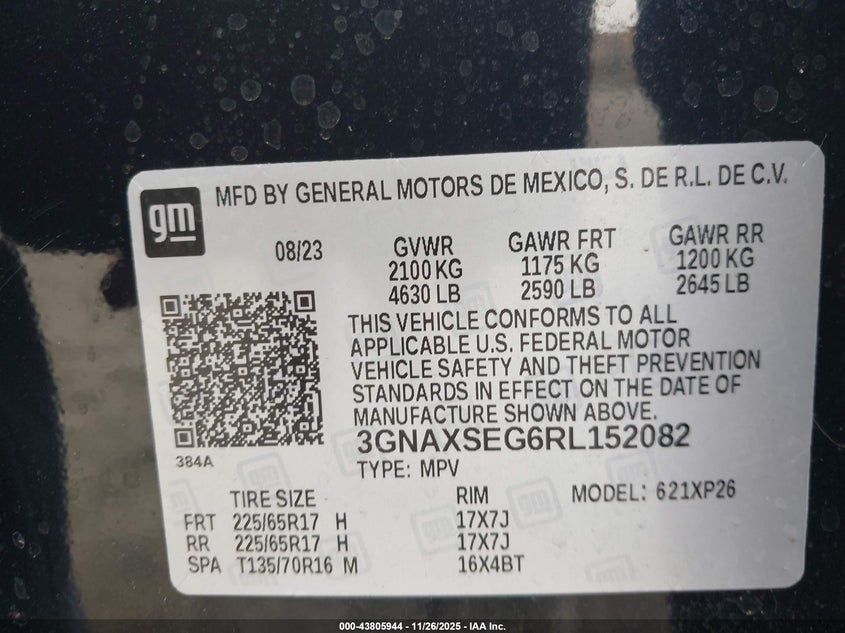 gm
MFD BY GENERAL MOTORS DE MEXICO, S. DE R.L. DE C.V.
08/23 GVWR GAWR FRT GAWR RR
2100 KG 1175 KG 1200 KG
4630 LB 2590 LB 2645 LB
THIS VEHICLE CONFORMS TO ALL
APPLICABLE U.S. FEDERAL MOTOR
VEHICLE SAFETY AND THEFT PREVENTION
STANDARDS IN EFFECT ON THE DATE OF
MANUFACTURE SHOWN ABOVE.
3GNAXSEG6RL152082
384A
TYPE: MPV
TIRE SIZE RIM MODEL: 621XP26
FRT 225/65R17 H 17X7J
RR 225/65R17 H 17X7J
SPA T135/70R16 M 16X4BT
000-43805944 - 11/26/2025 - IAA Inc.